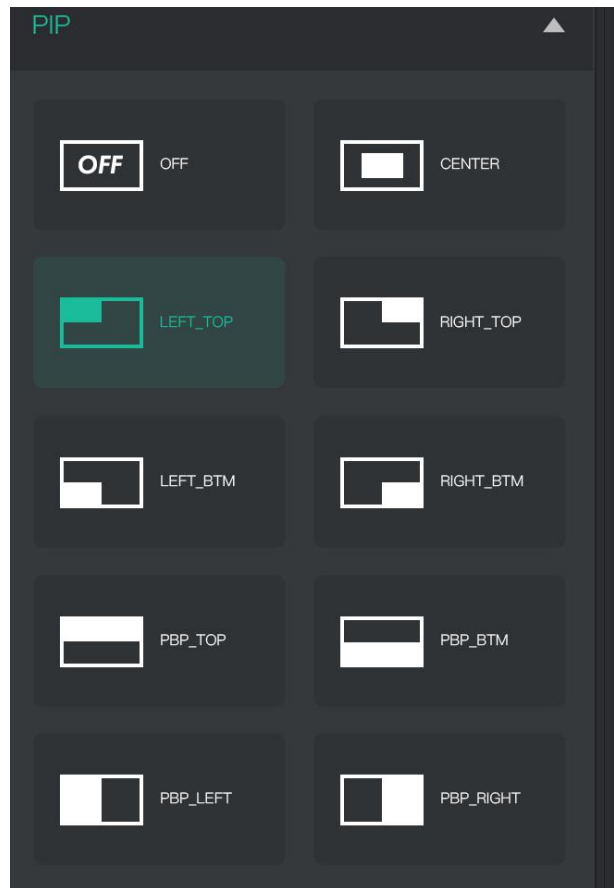 PIP
OFF OFF
CENTER
LEFT_TOP
RIGHT_TOP
LEFT_BTM
RIGHT_BTM
PBP_TOP
PBP_BTM
PBP_LEFT
PBP_RIGHT